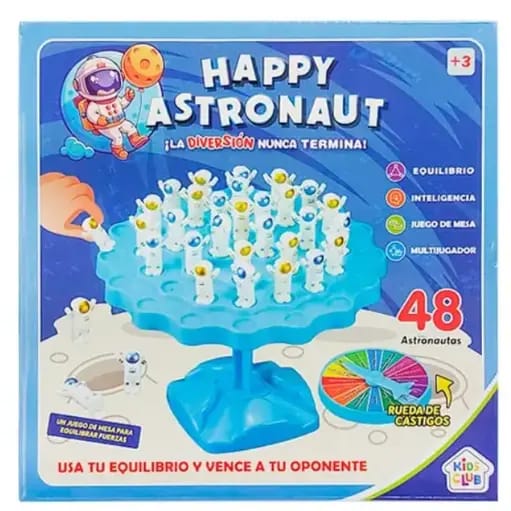 +3
HAPPY
ASTRONAUT
¡LA DIVERSIÓN NUNCA TERMINA!
EQUILIBRIO
INTELIGENCIA
JUEGO DE MESA
MULTIJUGADOR
48
Astronautas
RUEDA DE
CASTIGOS
UN JUEGO DE MESA PARA
EQUILIBRAR FUERZAS
USA TU EQUILIBRIO Y VENCE A TU OPONENTE
KIDS
CLUB